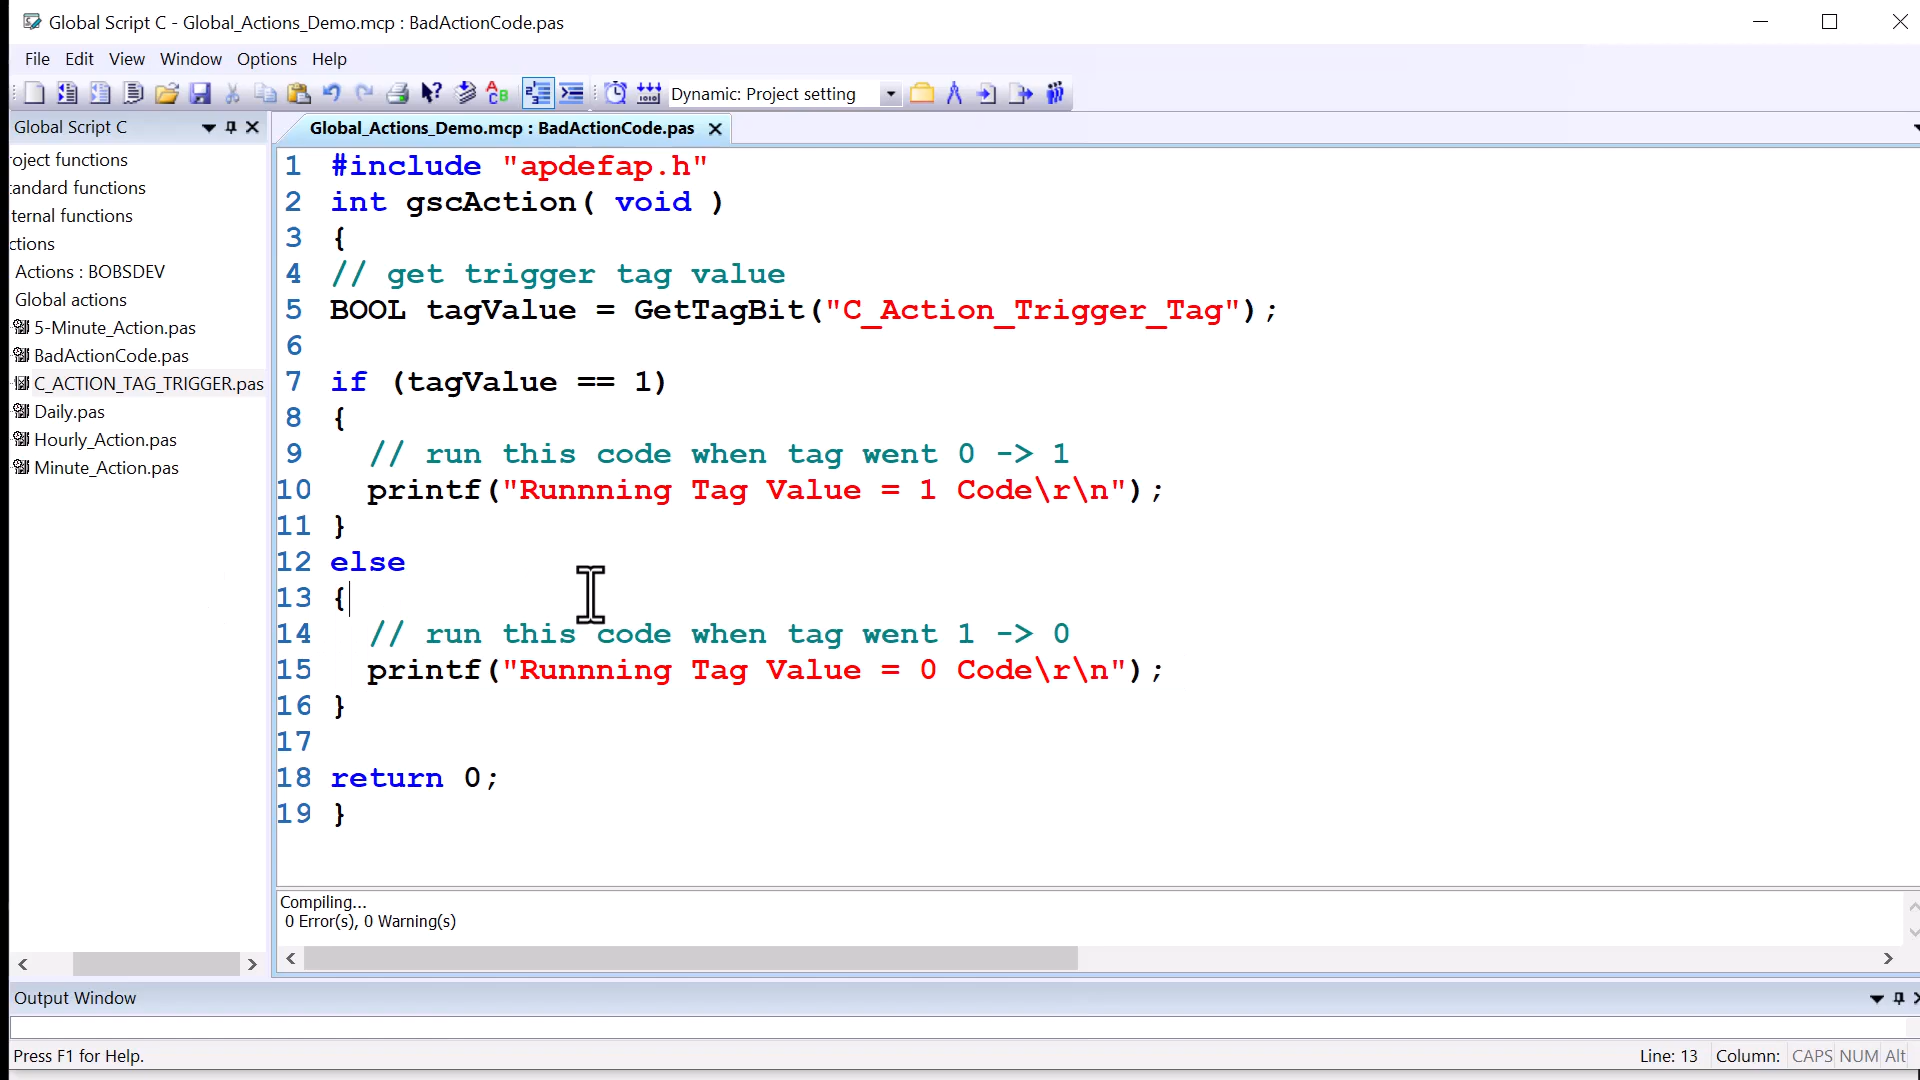 Global Script C - Global_Actions_Demo.mcp : BadActionCode.pas
File Edit View Window Options Help
Dynamic: Project setting
Global Script C
Global_Actions_Demo.mcp : BadActionCode.pas
oject functions
andard functions
ternal functions
ctions
Actions : BOBSDEV
Global actions
5-Minute_Action.pas
BadActionCode.pas
C_ACTION_TAG_TRIGGER.pas
Daily.pas
Hourly_Action.pas
Minute_Action.pas
1 #include "apdefap.h"
2 int gscAction( void )
3 {
4 // get trigger tag value
5 BOOL tagValue = GetTagBit("C_Action_Trigger_Tag");
6
7 if (tagValue == 1)
8 {
9 // run this code when tag went 0 -> 1
10 printf("Runnning Tag Value = 1 Code\r\n");
11 }
12 else
13 {
14 // run this code when tag went 1 -> 0
15 printf("Runnning Tag Value = 0 Code\r\n");
16 }
17
18 return 0;
19 }
Compiling...
0 Error(s), 0 Warning(s)
Output Window
Press F1 for Help.
Line: 13 Column: CAPS NUM Alt